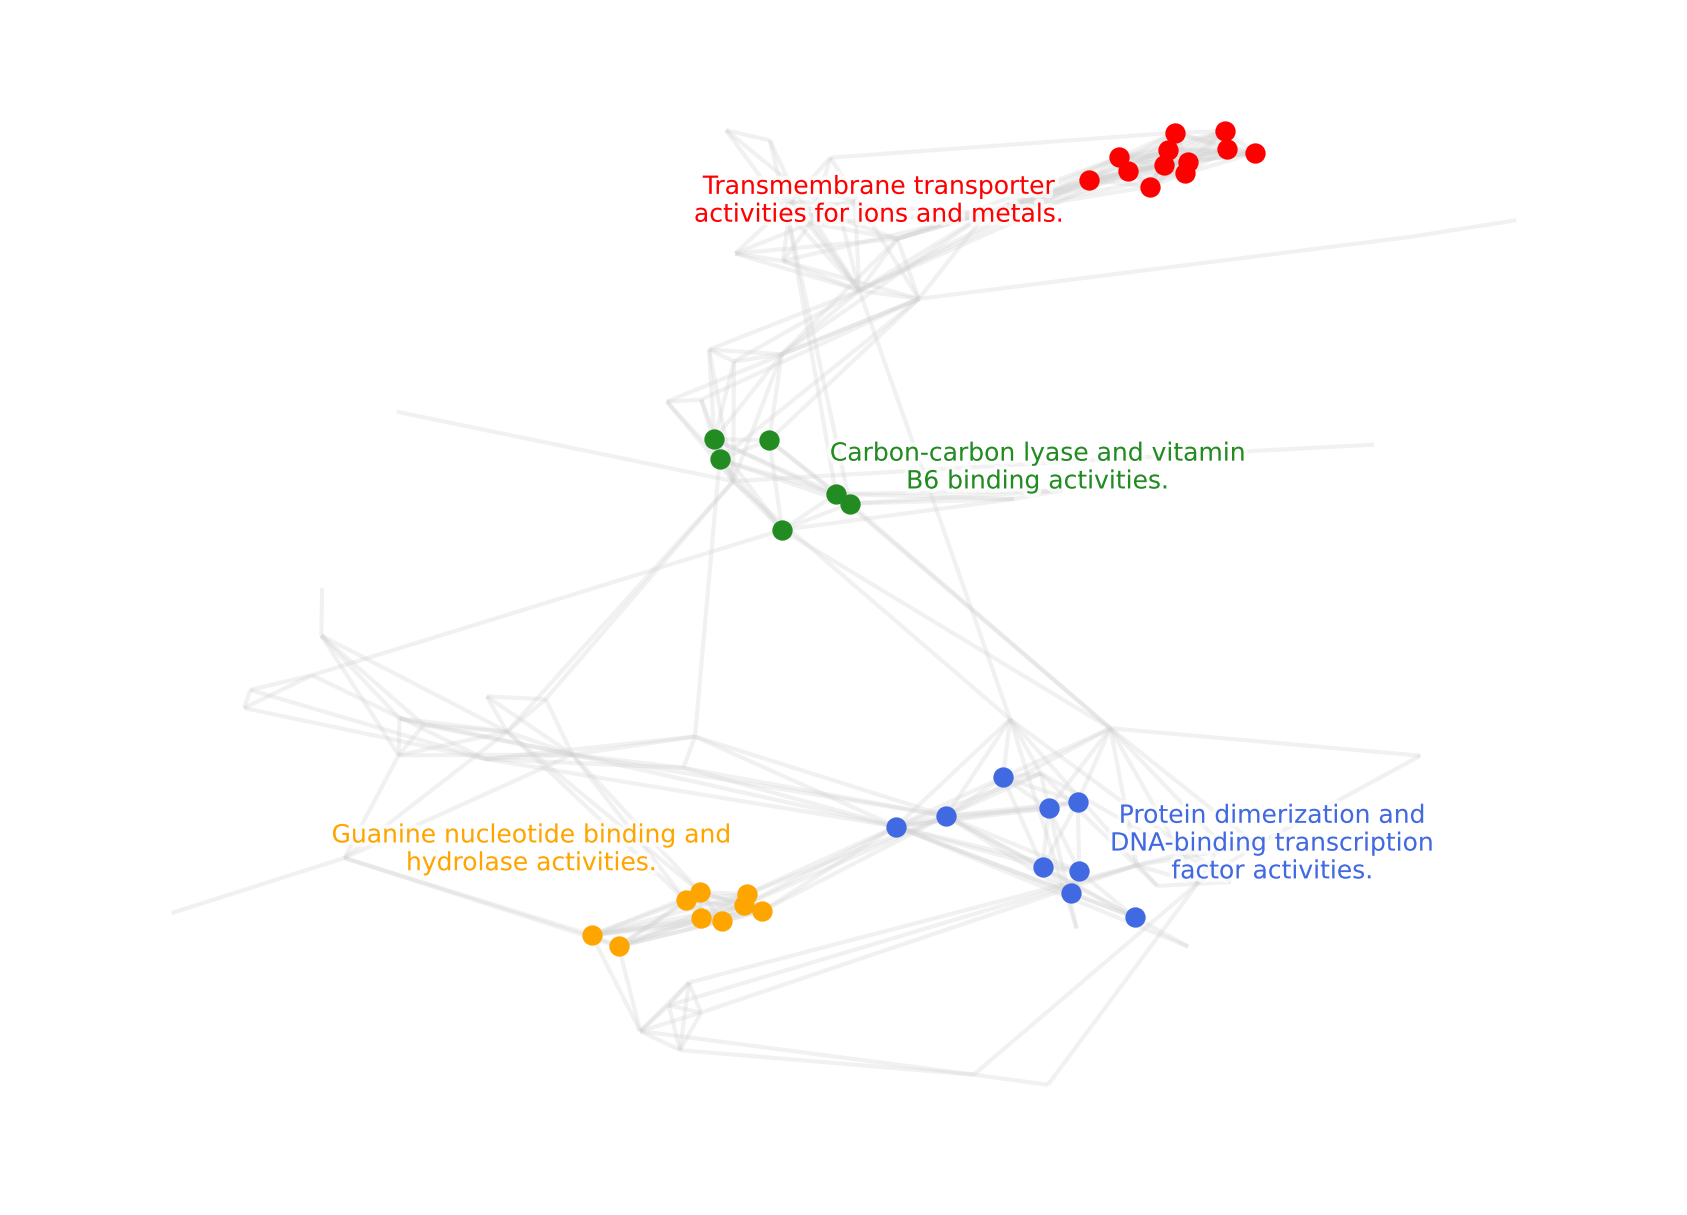 Transmembrane transporter
activities for ions and metals.
Carbon-carbon lyase and vitamin
B6 binding activities.
Protein dimerization and
DNA-binding transcription
factor activities.
Guanine nucleotide binding and
hydrolase activities.